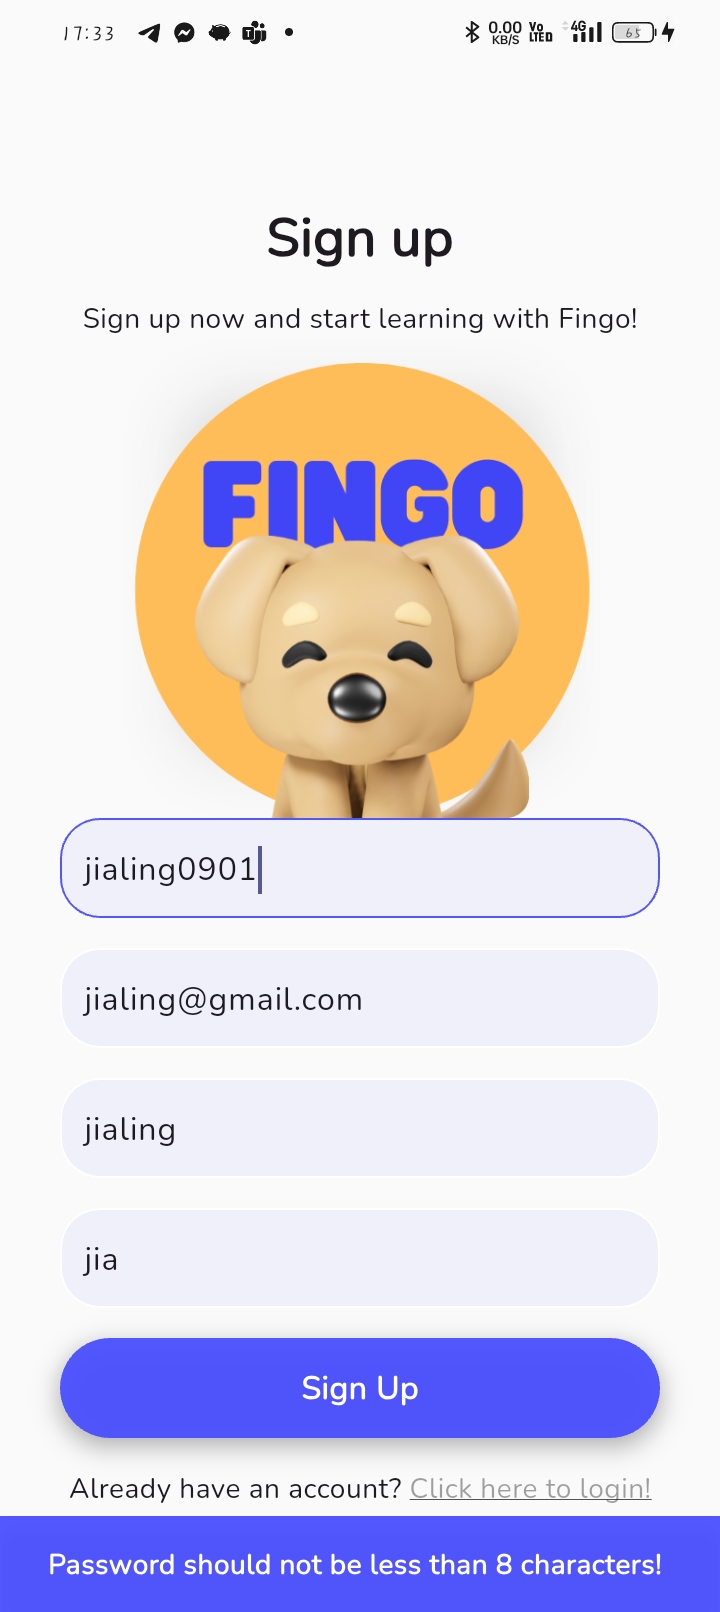 17:33 0.00 KB/S Vo LTE D 4G 65
Sign up
Sign up now and start learning with Fingo!
FINGO
jialing0901
jialing@gmail.com
jialing
jia
Sign Up
Already have an account? Click here to login!
Password should not be less than 8 characters!